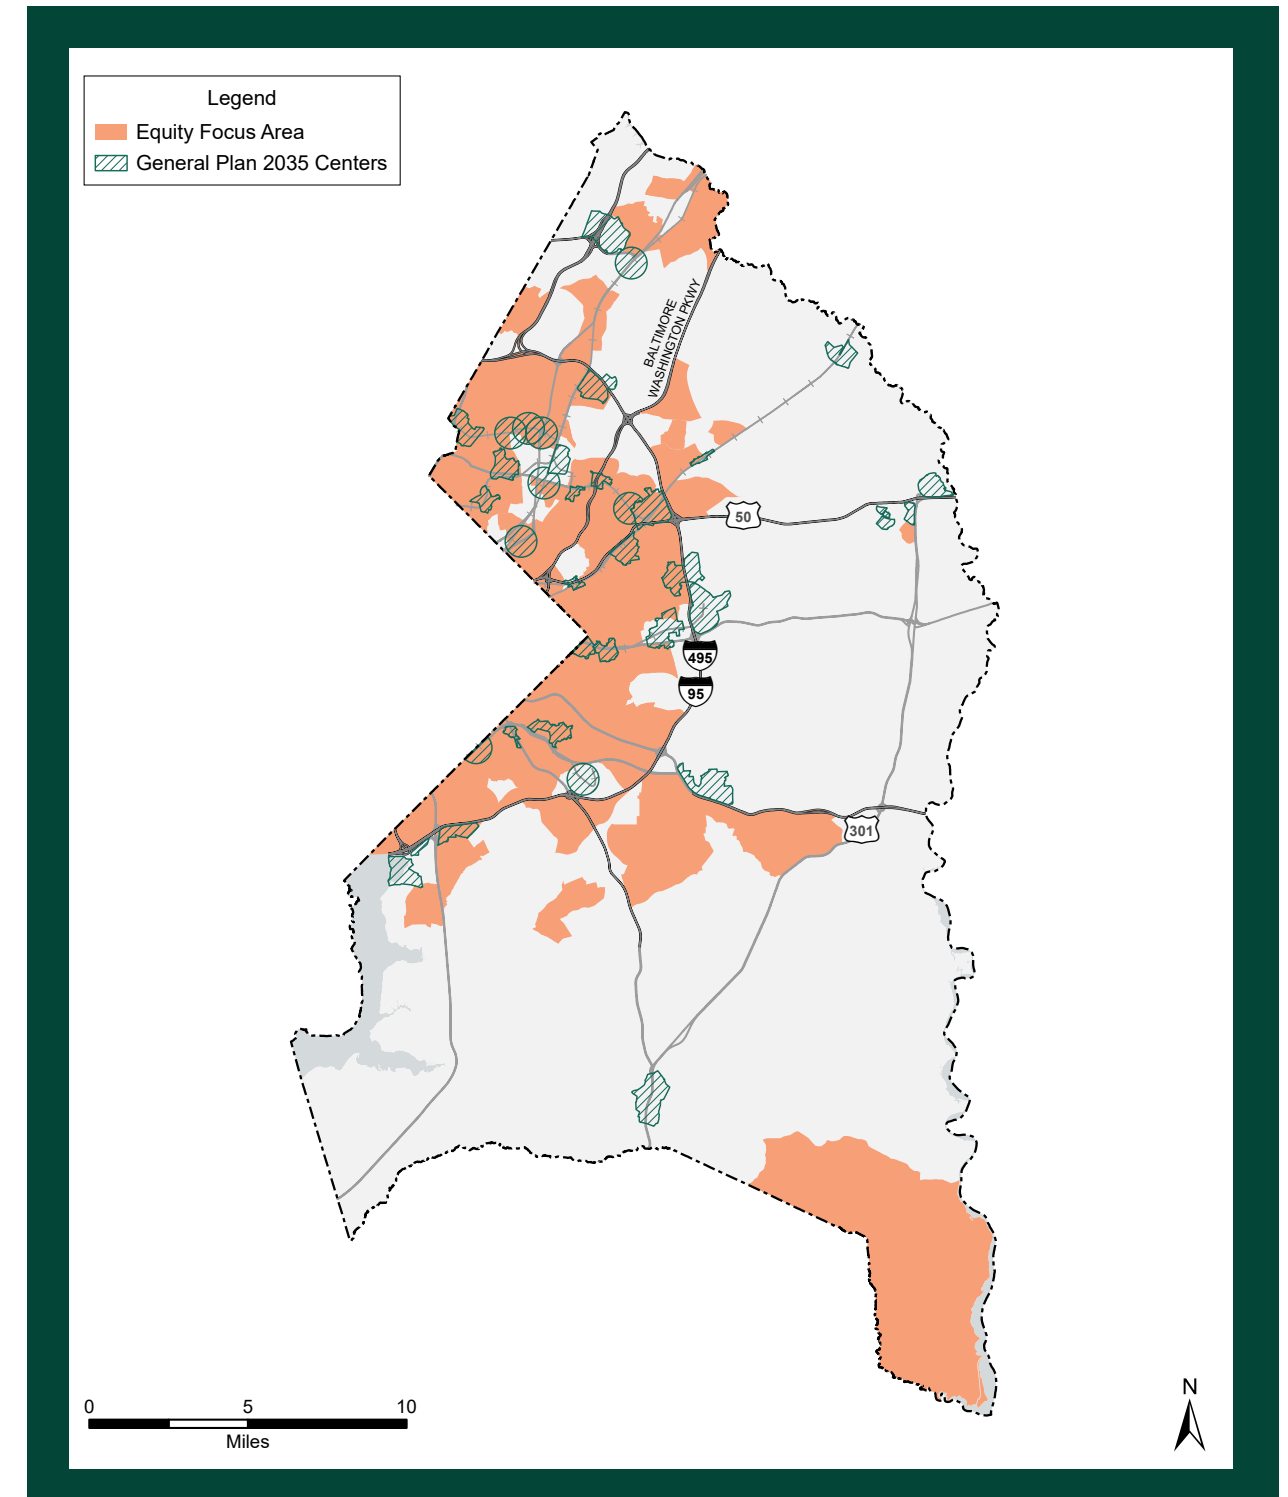 Legend
Equity Focus Area
General Plan 2035 Centers
BALTIMORE
WASHINGTON PKWY
50
495
95
301
0 5 10
Miles
N